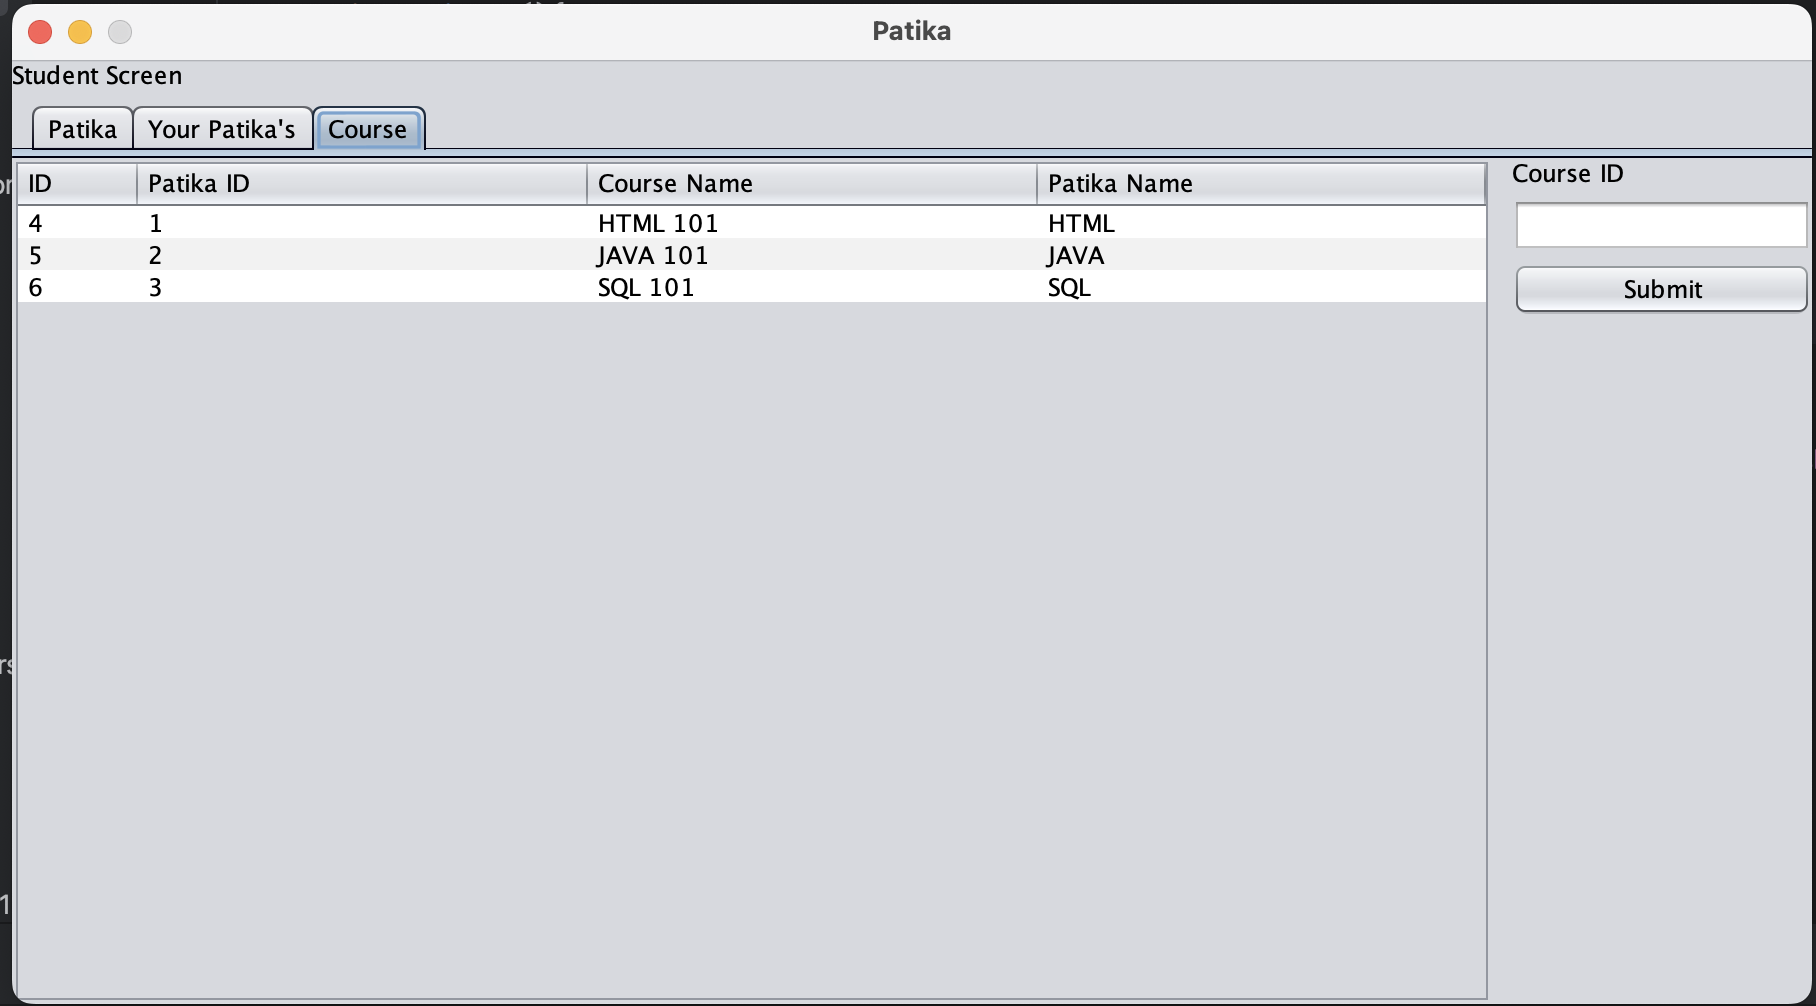 Patika
Student Screen
Patika Your Patika's Course
ID Patika ID Course Name Patika Name
4 1 HTML 101 HTML
5 2 JAVA 101 JAVA
6 3 SQL 101 SQL
Course ID
Submit